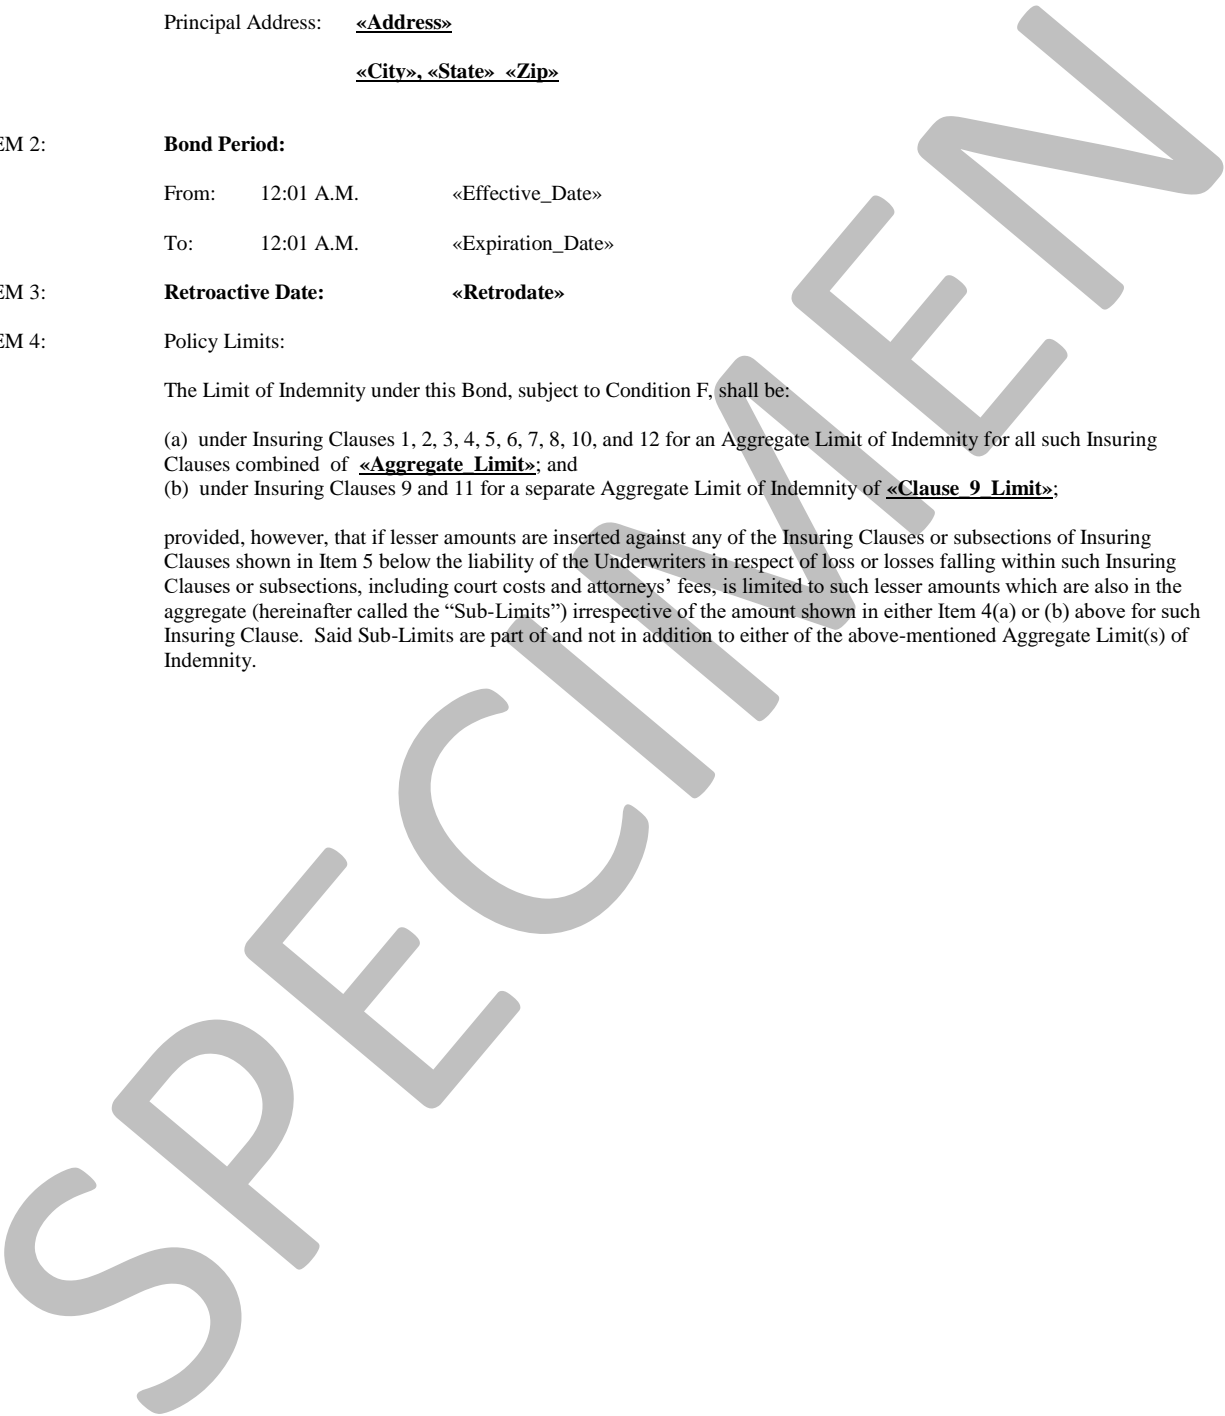 Principal Address: «Address»
«City», «State» «Zip»
EM 2: Bond Period:
From: 12:01 A.M. «Effective_Date»
To: 12:01 A.M. «Expiration_Date»
EM 3: Retroactive Date: «Retrodate»
EM 4: Policy Limits:
The Limit of Indemnity under this Bond, subject to Condition F, shall be:
(a) under Insuring Clauses 1, 2, 3, 4, 5, 6, 7, 8, 10, and 12 for an Aggregate Limit of Indemnity for all such Insuring
Clauses combined of «Aggregate_Limit»; and
(b) under Insuring Clauses 9 and 11 for a separate Aggregate Limit of Indemnity of «Clause_9_Limit»;
provided, however, that if lesser amounts are inserted against any of the Insuring Clauses or subsections of Insuring
Clauses shown in Item 5 below the liability of the Underwriters in respect of loss or losses falling within such Insuring
Clauses or subsections, including court costs and attorneys’ fees, is limited to such lesser amounts which are also in the
aggregate (hereinafter called the “Sub-Limits”) irrespective of the amount shown in either Item 4(a) or (b) above for such
Insuring Clause. Said Sub-Limits are part of and not in addition to either of the above-mentioned Aggregate Limit(s) of
Indemnity.
SPECIMEN